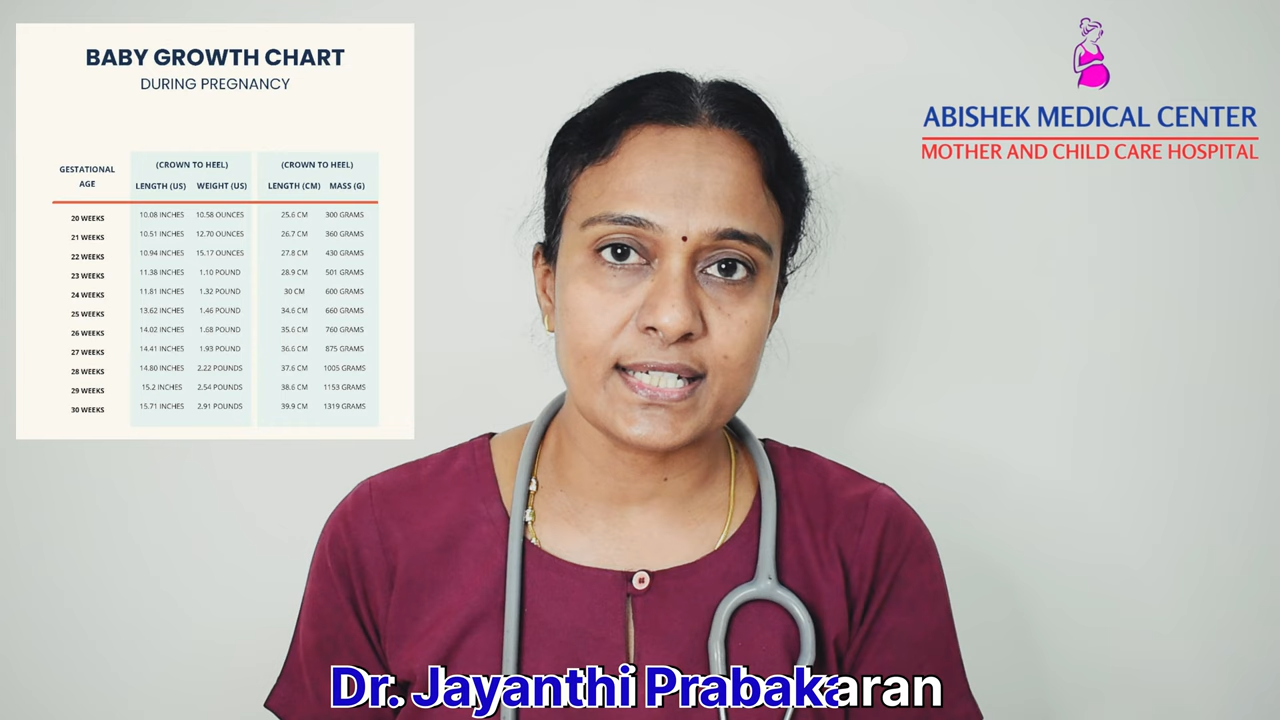 BABY GROWTH CHART
DURING PREGNANCY
GESTATIONAL AGE
(CROWN TO HEEL) (CROWN TO HEEL)
LENGTH (US) WEIGHT (US) LENGTH (CM) MASS (G)
20 WEEKS 10.08 INCHES 10.58 OUNCES 25.6 CM 300 GRAMS
21 WEEKS 10.51 INCHES 12.70 OUNCES 26.7 CM 360 GRAMS
22 WEEKS 10.94 INCHES 15.17 OUNCES 27.8 CM 430 GRAMS
23 WEEKS 11.38 INCHES 1.10 POUND 28.9 CM 501 GRAMS
24 WEEKS 11.81 INCHES 1.32 POUND 30 CM 600 GRAMS
25 WEEKS 13.62 INCHES 1.46 POUND 34.6 CM 660 GRAMS
26 WEEKS 14.02 INCHES 1.68 POUND 35.6 CM 760 GRAMS
27 WEEKS 14.41 INCHES 1.93 POUND 36.6 CM 875 GRAMS
28 WEEKS 14.80 INCHES 2.22 POUNDS 37.6 CM 1005 GRAMS
29 WEEKS 15.2 INCHES 2.54 POUNDS 38.6 CM 1153 GRAMS
30 WEEKS 15.71 INCHES 2.91 POUNDS 39.9 CM 1319 GRAMS
ABISHEK MEDICAL CENTER
MOTHER AND CHILD CARE HOSPITAL
Dr. Jayanthi Prabakaran